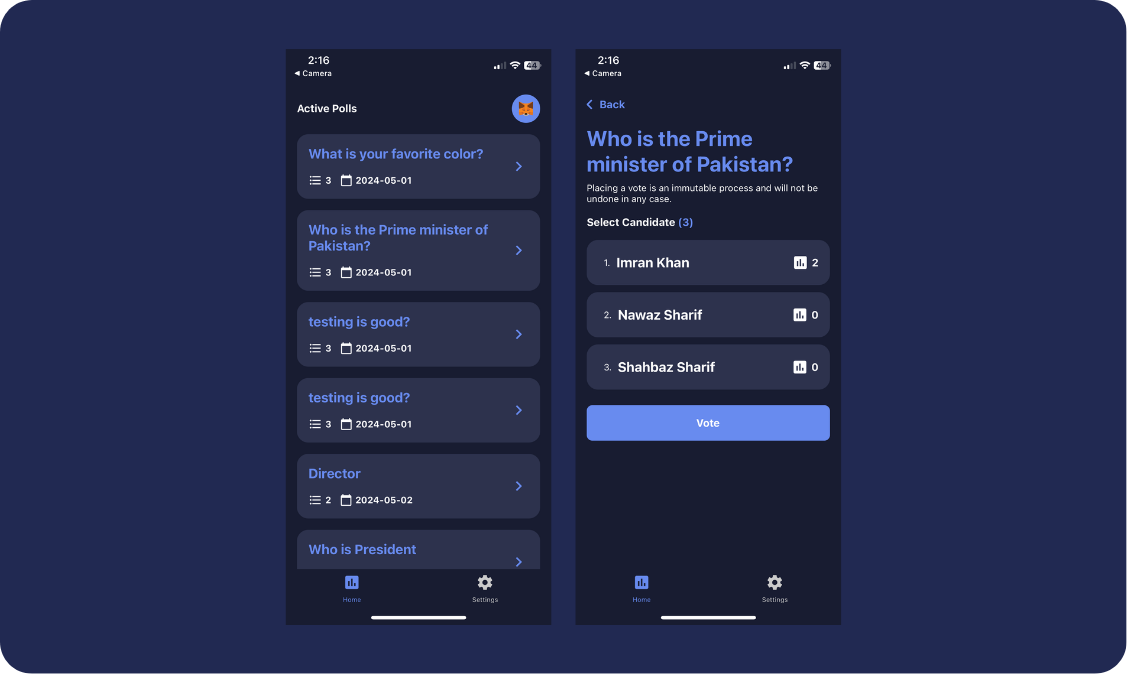 2:16
◀ Camera
44
Active Polls
What is your favorite color?
3 2024-05-01
Who is the Prime minister of
Pakistan?
3 2024-05-01
testing is good?
3 2024-05-01
testing is good?
3 2024-05-01
Director
2 2024-05-02
Who is President
Home Settings
2:16
◀ Camera
44
Back
Who is the Prime
minister of Pakistan?
Placing a vote is an immutable process and will not be
undone in any case.
Select Candidate (3)
1. Imran Khan 2
2. Nawaz Sharif 0
3. Shahbaz Sharif 0
Vote
Home Settings